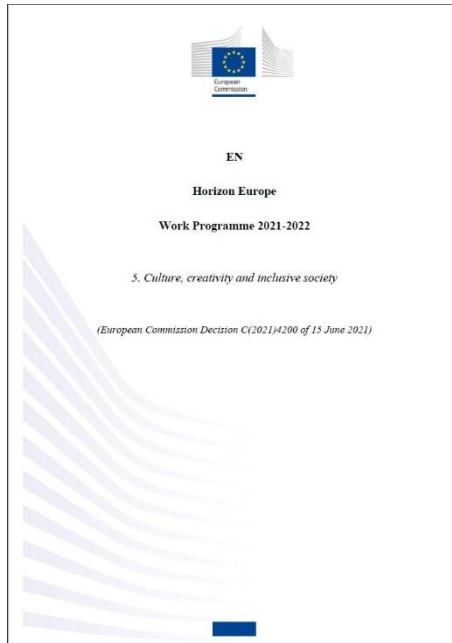 European
Commission
EN
Horizon Europe
Work Programme 2021-2022
5. Culture, creativity and inclusive society
(European Commission Decision C(2021)4200 of 15 June 2021)